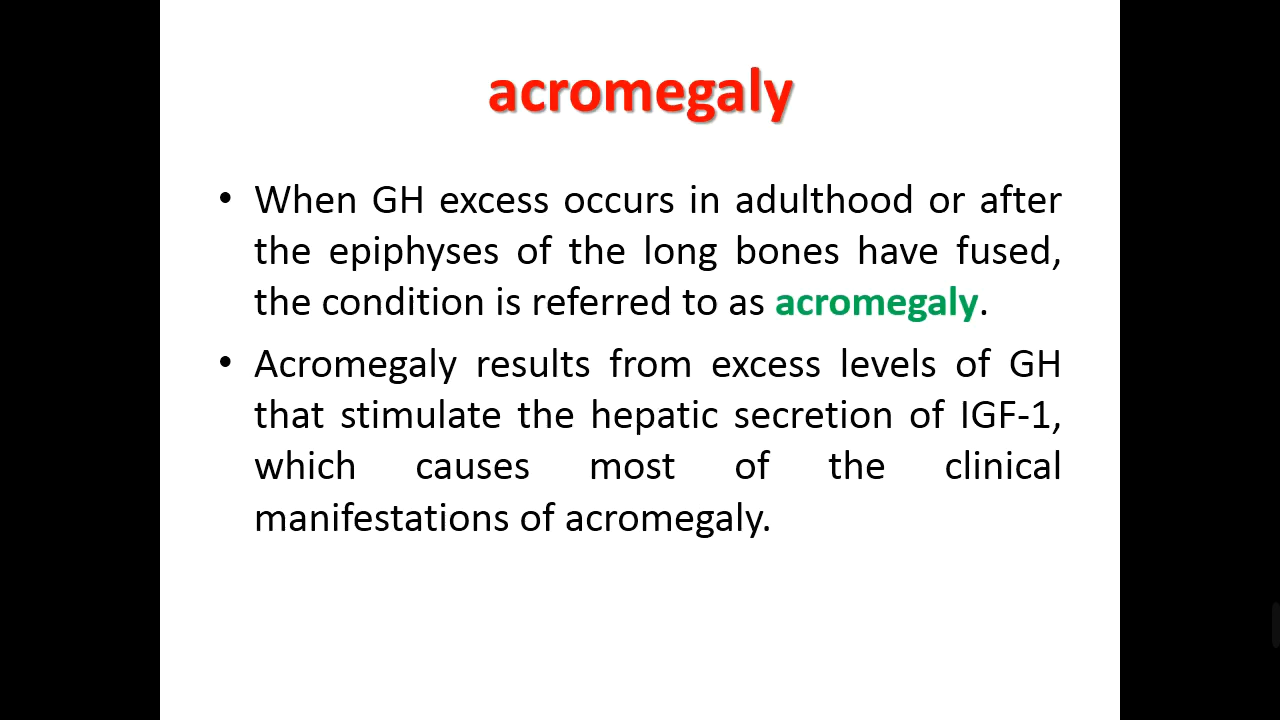 acromegaly
• When GH excess occurs in adulthood or after
the epiphyses of the long bones have fused,
the condition is referred to as acromegaly.
• Acromegaly results from excess levels of GH
that stimulate the hepatic secretion of IGF-1,
which causes most of the clinical
manifestations of acromegaly.